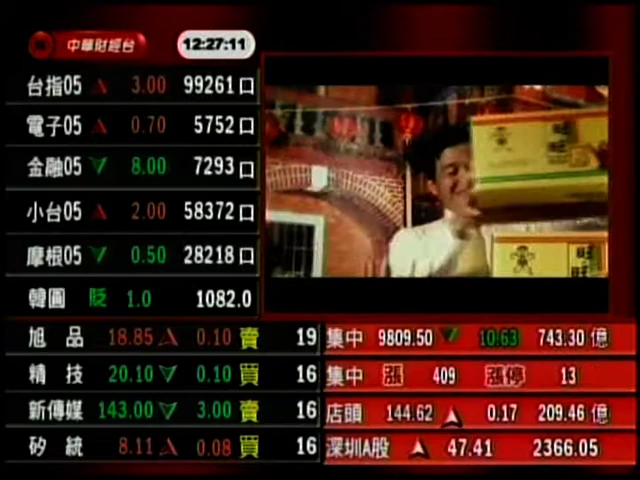 中華財經台 12:27:11
台指05 3.00 99261口
電子05 0.70 5752口
金融05 8.00 7293口
小台05 2.00 58372口
摩根05 0.50 28218口
韓圓 貶 1.0 1082.0
旭品 18.85 0.10 賣 19
精技 20.10 0.10 買 16
新傳媒 143.00 3.00 賣 16
矽統 8.11 0.08 買 16
集中 9809.50 10.63 743.30 億
集中 漲 409 漲停 13
店頭 144.62 0.17 209.46 億
深圳A股 47.41 2366.05
旺
旺
旺
旺